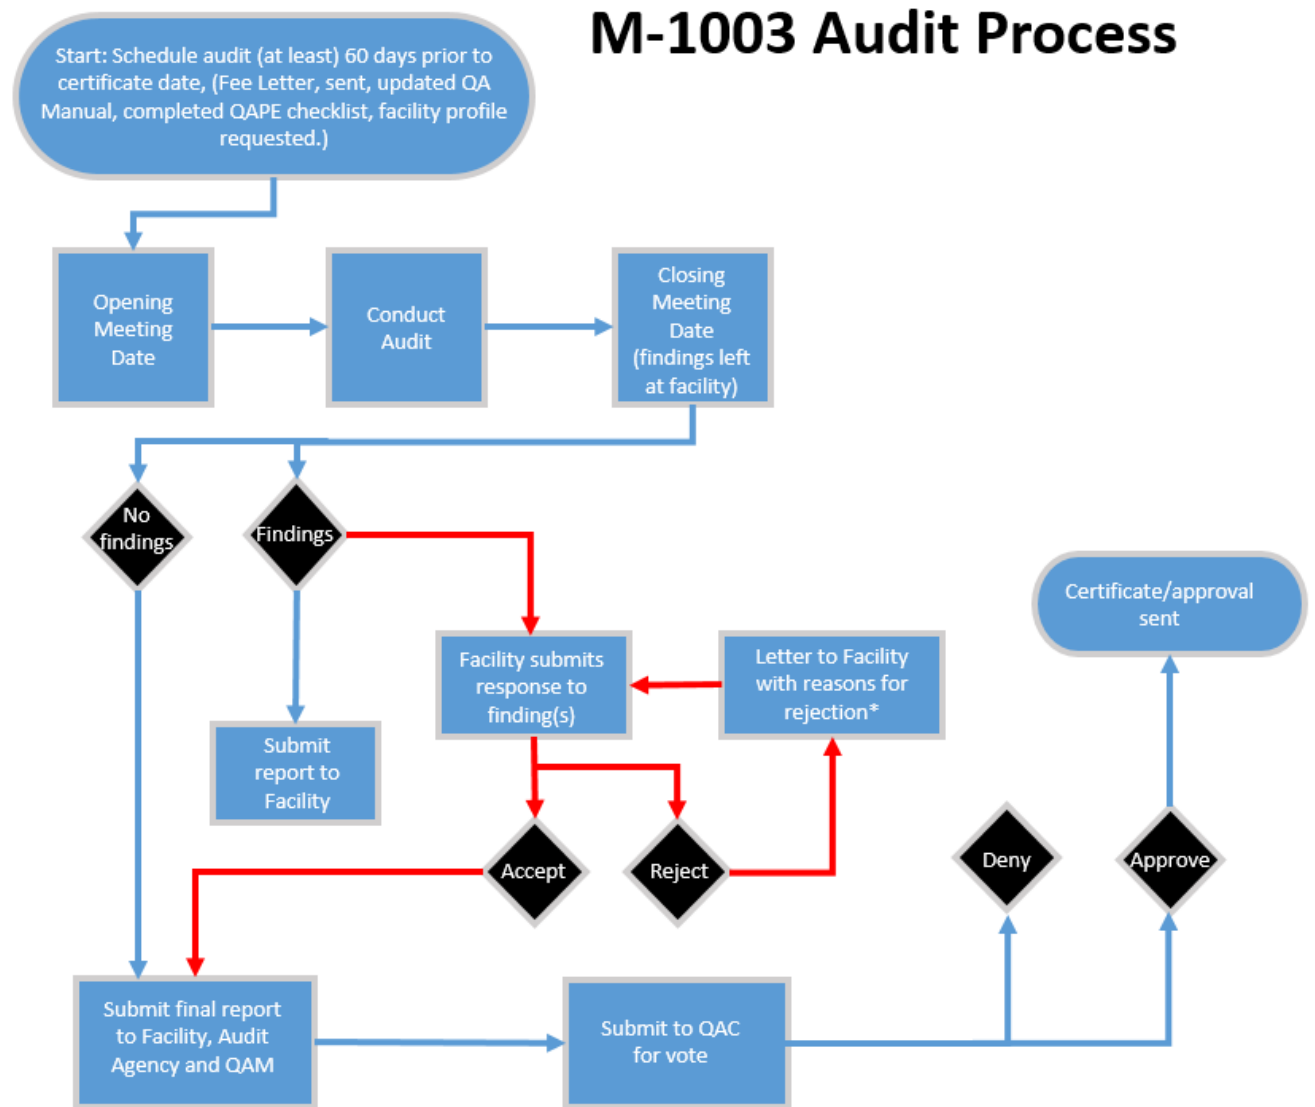 M-1003 Audit Process
Start: Schedule audit (at least) 60 days prior to
certificate date, (Fee Letter, sent, updated QA
Manual, completed QAPE checklist, facility profile
requested.)
Opening
Meeting
Date
Conduct
Audit
Closing
Meeting
Date
(findings left
at facility)
No
findings
Findings
Certificate/approval
sent
Facility submits
response to
finding(s)
Letter to Facility
with reasons for
rejection*
Submit
report to
Facility
Accept
Reject
Deny
Approve
Submit final report
to Facility, Audit
Agency and QAM
Submit to QAC
for vote